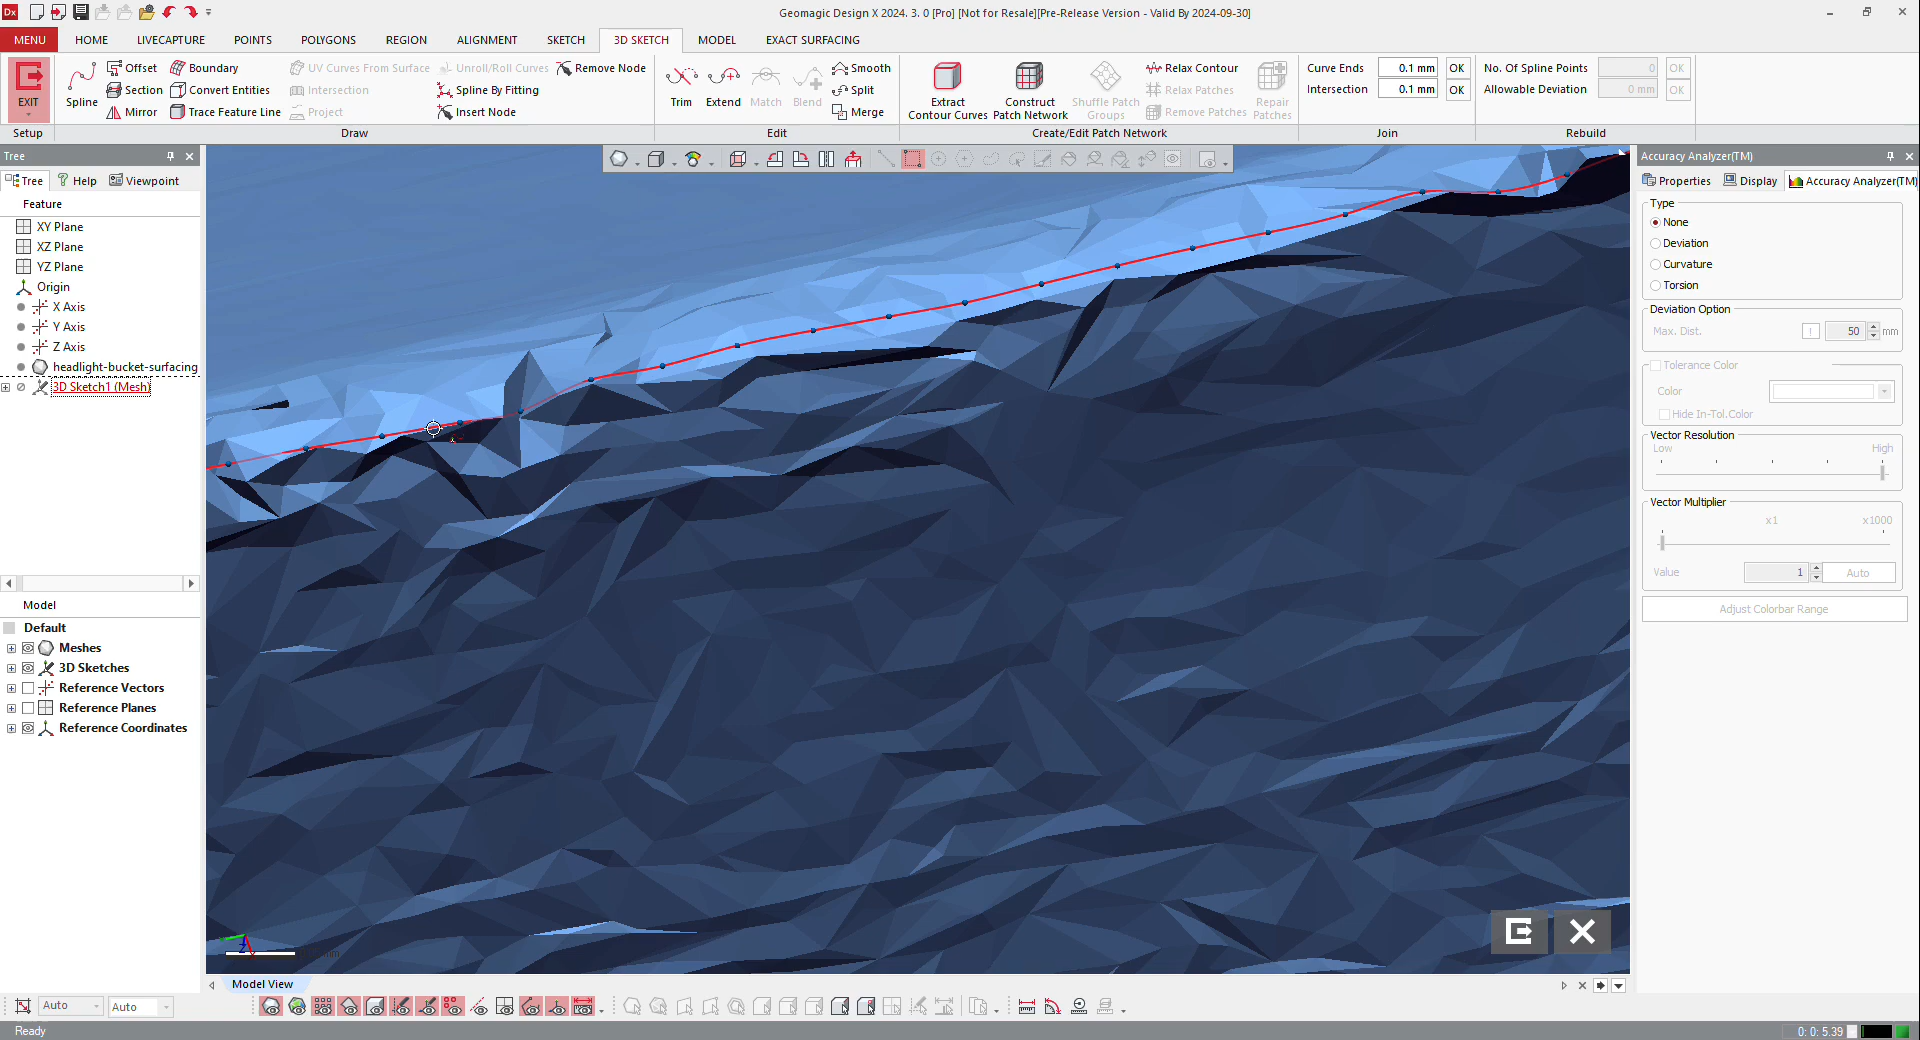 Dx
Geomagic Design X 2024. 3. 0 [Pro] [Not for Resale][Pre-Release Version - Valid By 2024-09-30]
MENU HOME LIVECAPTURE POINTS POLYGONS REGION ALIGNMENT SKETCH 3D SKETCH MODEL EXACT SURFACING
Offset Boundary UV Curves From Surface Unroll/Roll Curves Remove Node Smooth Relax Contour Curve Ends 0.1 mm OK No. Of Spline Points 0 OK
Section Convert Entities Intersection Spline By Fitting Split Relax Patches Intersection 0.1 mm OK Allowable Deviation 0 mm OK
EXIT Spline Trim Extend Match Blend Extract Contour Curves Construct Patch Network Shuffle Patch Groups Repair Patches
Mirror Trace Feature Line Project Insert Node Merge Remove Patches
Setup Draw Edit Create/Edit Patch Network Join Rebuild
Tree Accuracy Analyzer(TM)
Tree Help Viewpoint Properties Display Accuracy Analyzer(TM)
Feature
XY Plane
XZ Plane
YZ Plane
Origin
X Axis
Y Axis
Z Axis
headlight-bucket-surfacing
3D Sketch1 (Mesh)
Model
Default
Meshes
3D Sketches
Reference Vectors
Reference Planes
Reference Coordinates
Type
None
Deviation
Curvature
Torsion
Deviation Option
Max. Dist. 50 mm
Tolerance Color
Color
Hide In-Tol.Color
Vector Resolution
Low High
Vector Multiplier
x1 x1000
Value 1 Auto
Adjust Colorbar Range
Z
Model View
Auto Auto
Ready 0: 0: 5.39